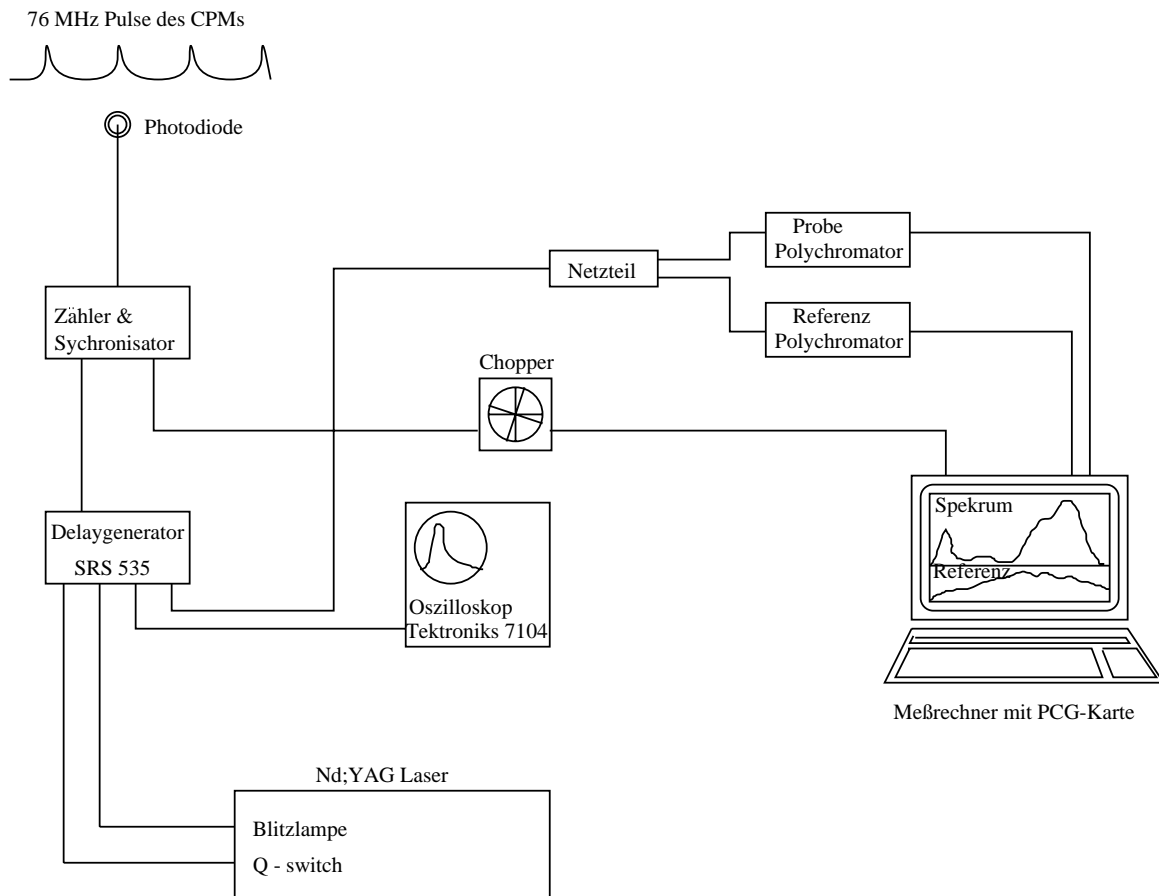 76 MHz Pulse des CPMs
Photodiode
Probe
Polychromator
Netzteil
Zähler &
Sychronisator
Referenz
Polychromator
Chopper
Spekrum
Referenz
Delaygenerator
SRS 535
Oszilloskop
Tektroniks 7104
Meßrechner mit PCG-Karte
Nd;YAG Laser
Blitzlampe
Q - switch